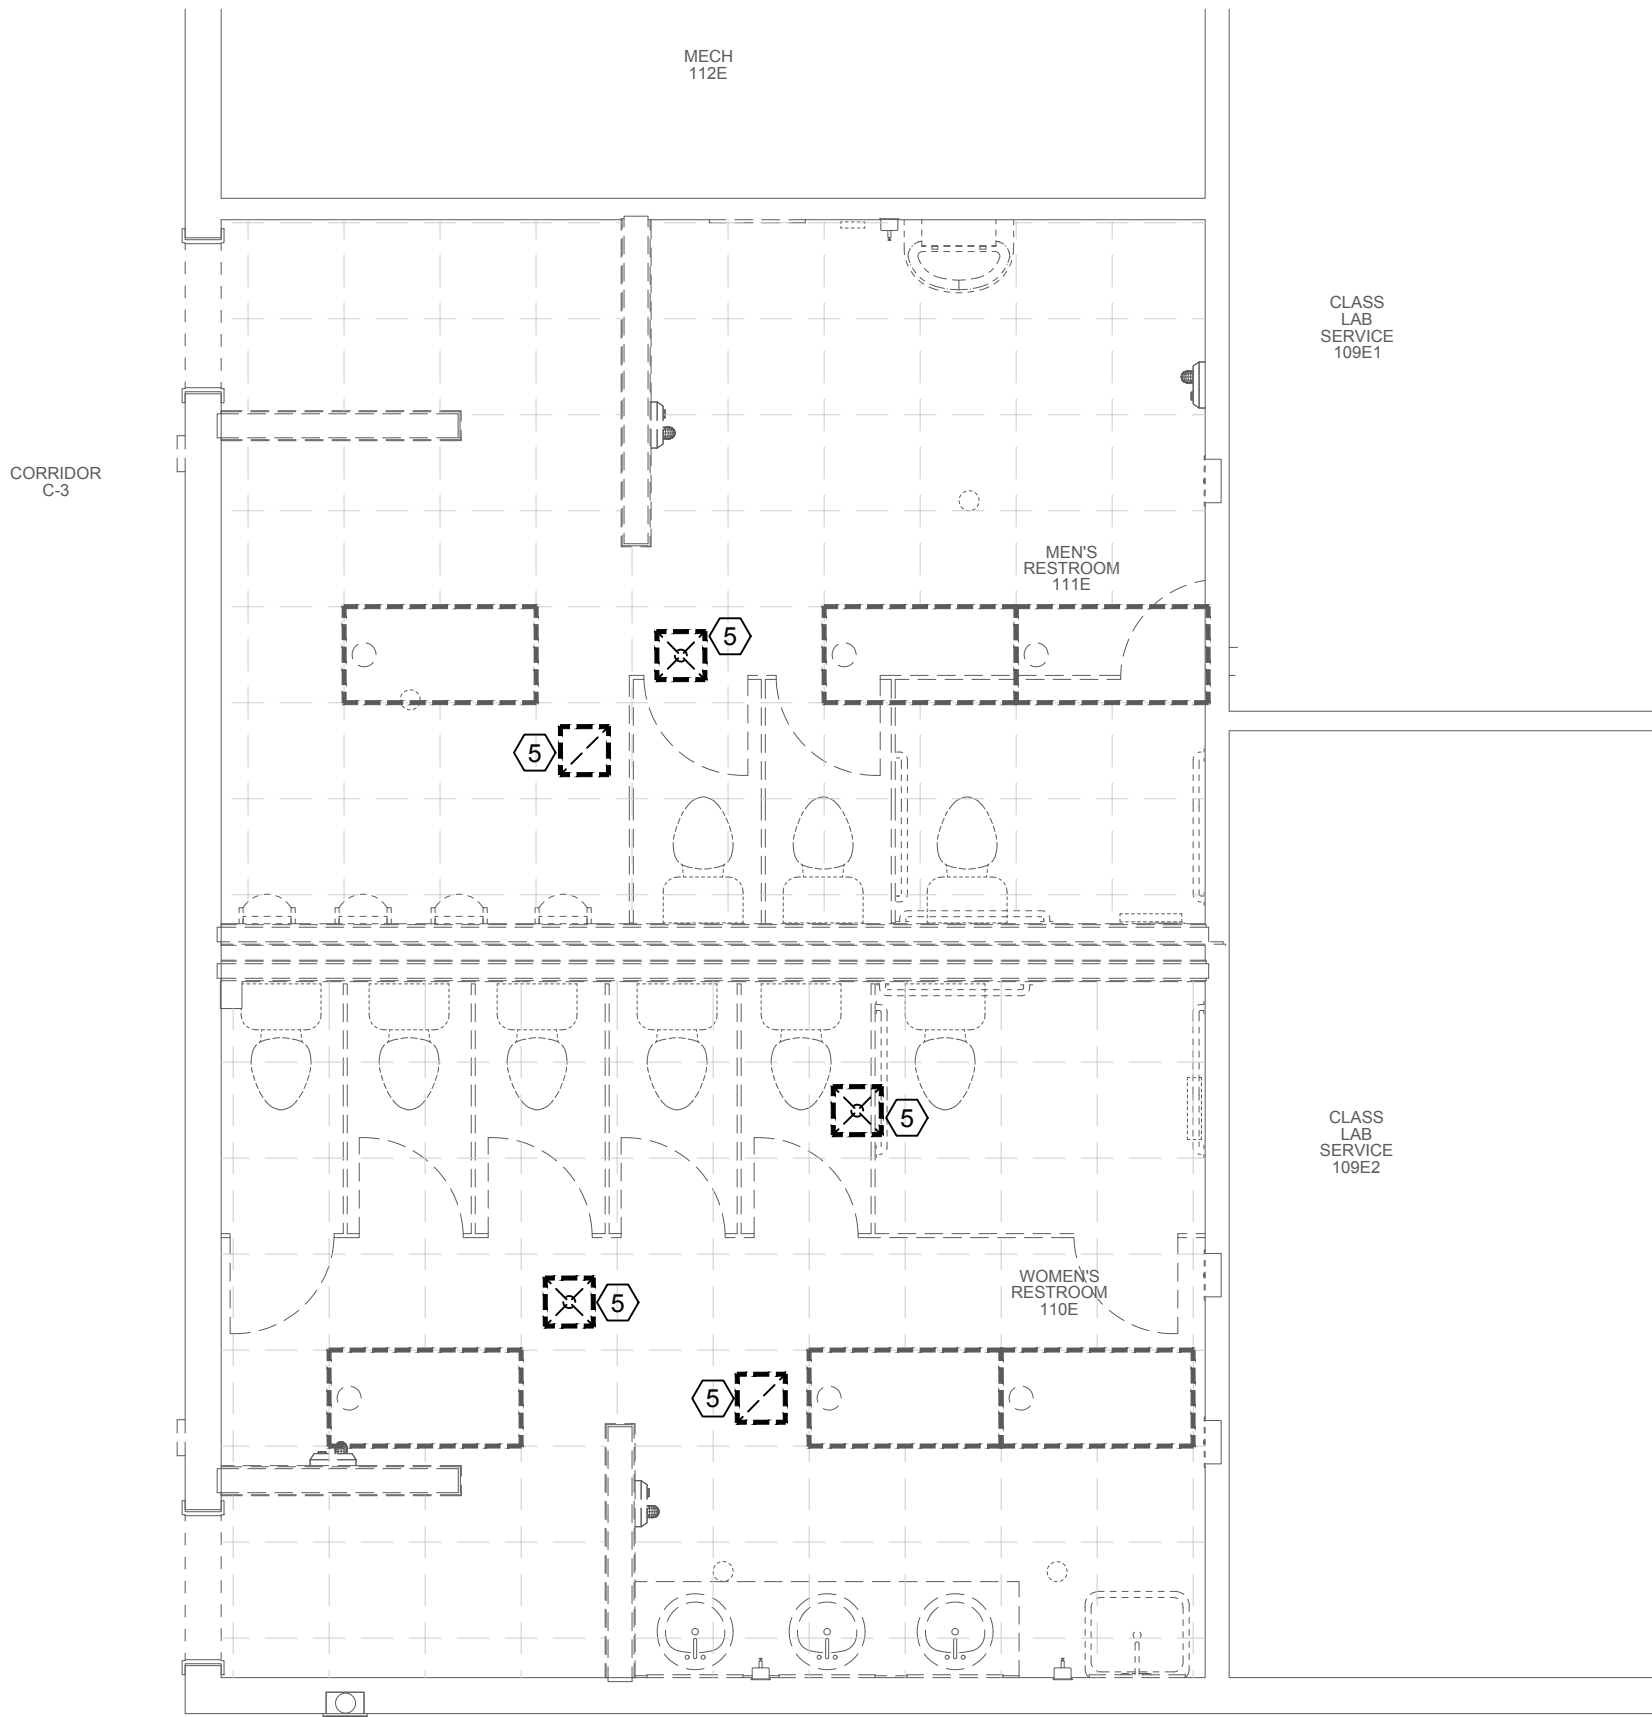 MECH
112E
CLASS
LAB
SERVICE
109E1
CORRIDOR
C-3
MEN'S
RESTROOM
111E
5
5
5
CLASS
LAB
SERVICE
109E2
WOMEN'S
RESTROOM
110E
5
5